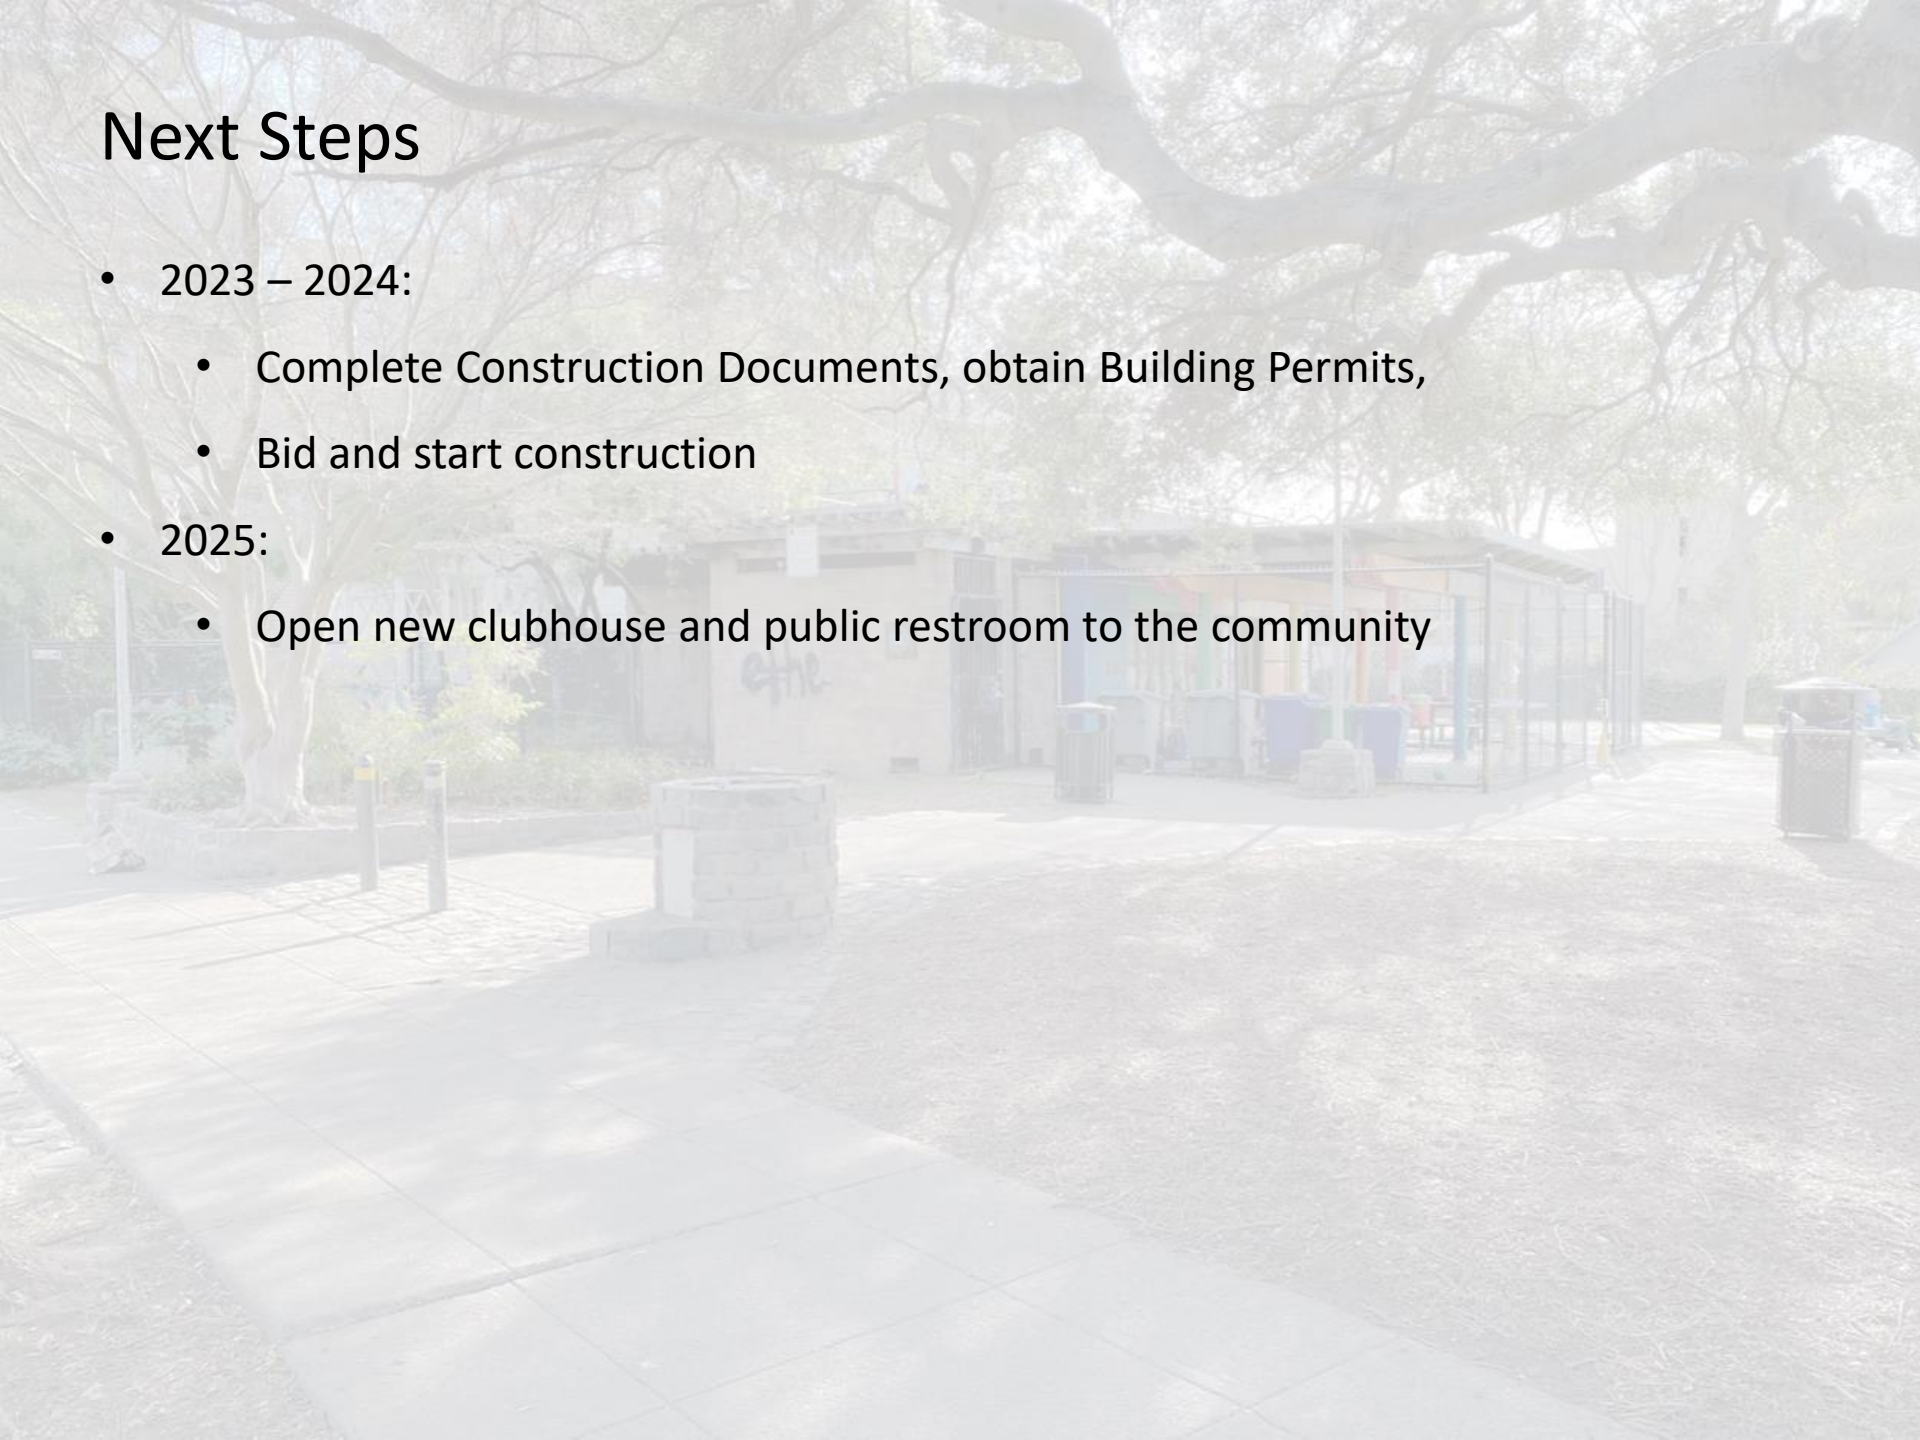 Next Steps
• 2023 – 2024:
• Complete Construction Documents, obtain Building Permits,
• Bid and start construction
• 2025:
• Open new clubhouse and public restroom to the community